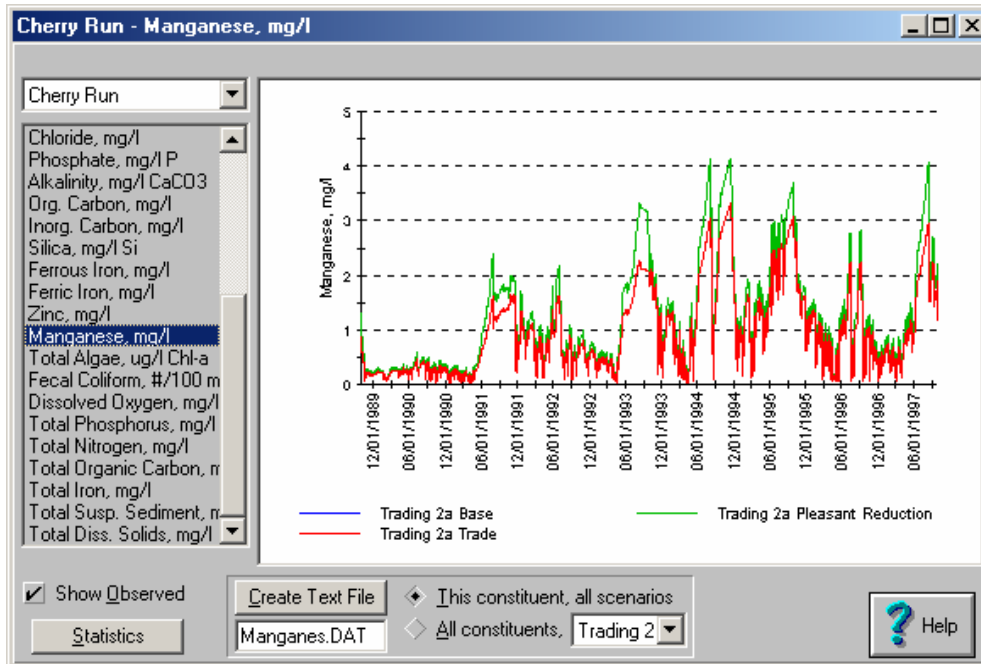 Cherry Run - Manganese, mg/l
Cherry Run
Chloride, mg/l
Phosphate, mg/l P
Alkalinity, mg/l CaCO3
Org. Carbon, mg/l
Inorg. Carbon, mg/l
Silica, mg/l Si
Ferrous Iron, mg/l
Ferric Iron, mg/l
Zinc, mg/l
Manganese, mg/l
Total Algae, ug/l Chl-a
Fecal Coliform, #/100 m
Dissolved Oxygen, mg/l
Total Phosphorus, mg/l
Total Nitrogen, mg/l
Total Organic Carbon, m
Total Iron, mg/l
Total Susp. Sediment, m
Total Diss. Solids, mg/l
Manganese, mg/l
5
4
3
2
1
0
12/01/1989
06/01/1990
12/01/1990
06/01/1991
12/01/1991
06/01/1992
12/01/1992
06/01/1993
12/01/1993
06/01/1994
12/01/1994
06/01/1995
12/01/1995
06/01/1996
12/01/1996
06/01/1997
Trading 2a Base
Trading 2a Pleasant Reduction
Trading 2a Trade
Show Observed
Statistics
Create Text File
Manganes.DAT
This constituent, all scenarios
All constituents,
Trading 2
? Help